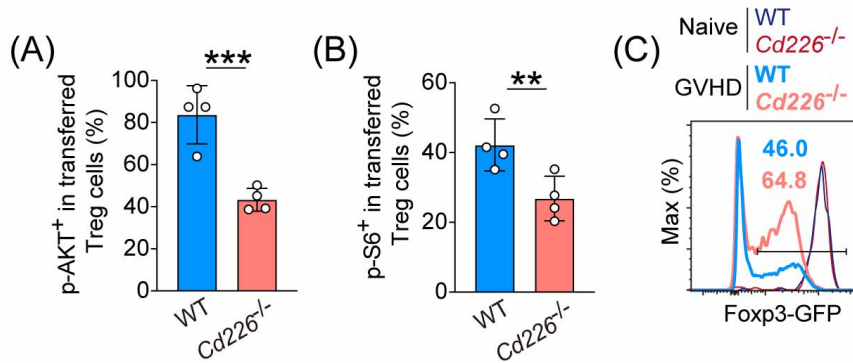 (A)
***
p-AKT+ in transferred
Treg cells (%)
100
80
60
40
20
0
WT
Cd226-/-
(B)
**
p-S6+ in transferred
Treg cells (%)
60
40
20
0
WT
Cd226-/-
(C)
Naive
WT
Cd226-/-
GVHD
WT
Cd226-/-
46.0
64.8
Max (%)
Foxp3-GFP